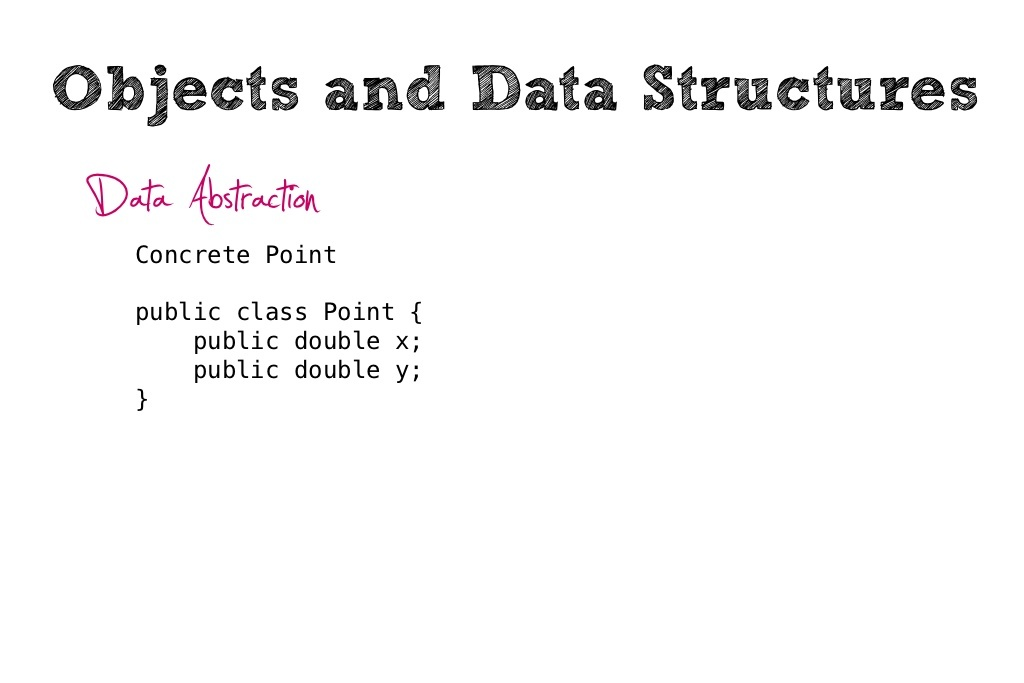 Objects and Data Structures
Data Abstraction
Concrete Point
public class Point {
    public double x;
    public double y;
}